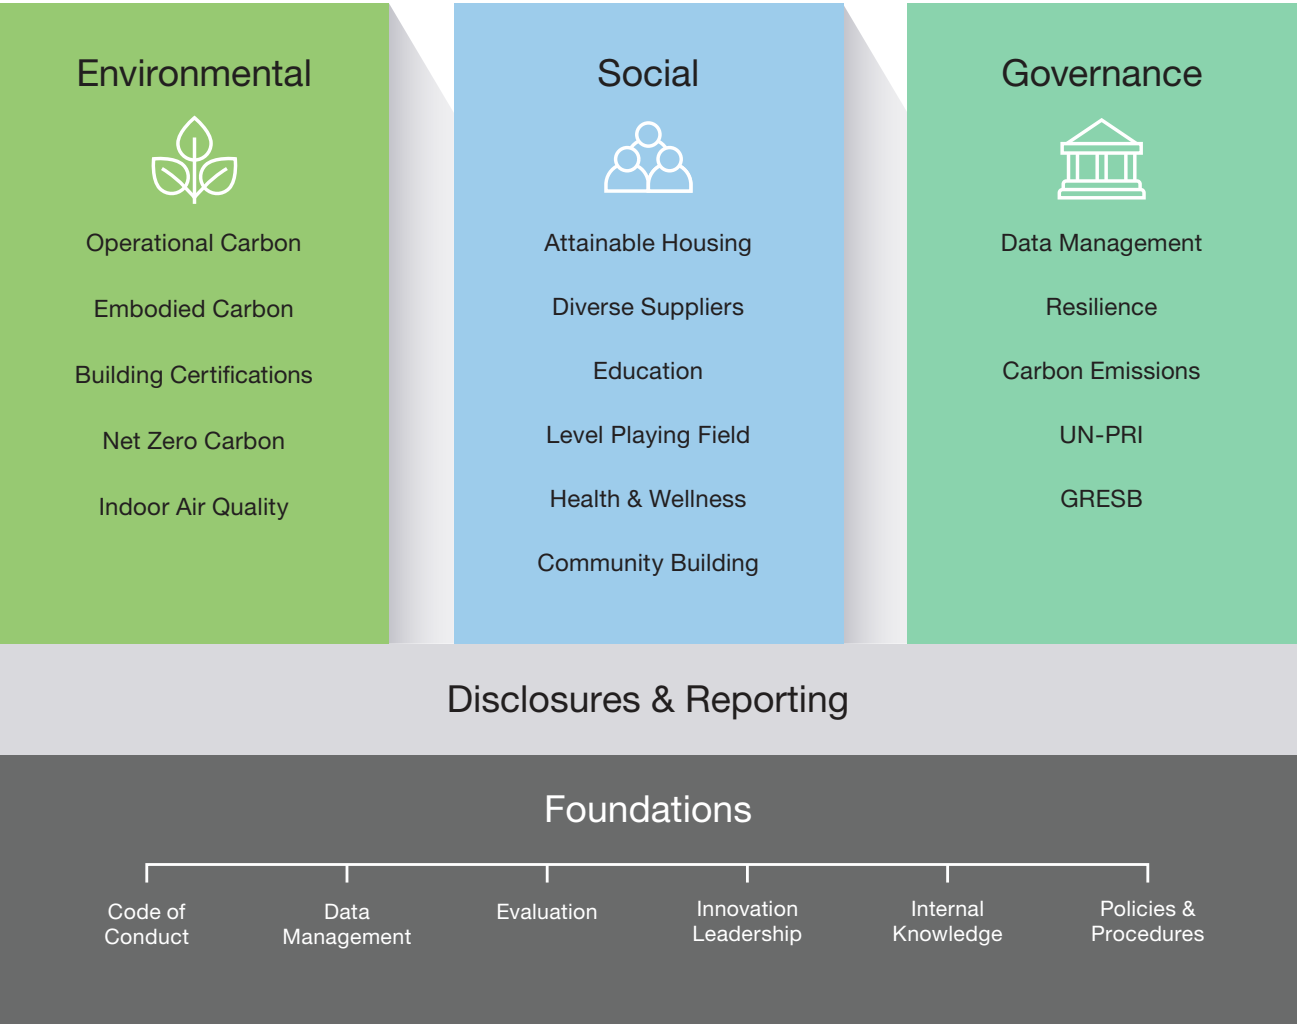 Environmental
Operational Carbon
Embodied Carbon
Building Certifications
Net Zero Carbon
Indoor Air Quality
Social
Attainable Housing
Diverse Suppliers
Education
Level Playing Field
Health & Wellness
Community Building
Governance
Data Management
Resilience
Carbon Emissions
UN-PRI
GRESB
Disclosures & Reporting
Foundations
Code of
Conduct
Data
Management
Evaluation
Innovation
Leadership
Internal
Knowledge
Policies &
Procedures